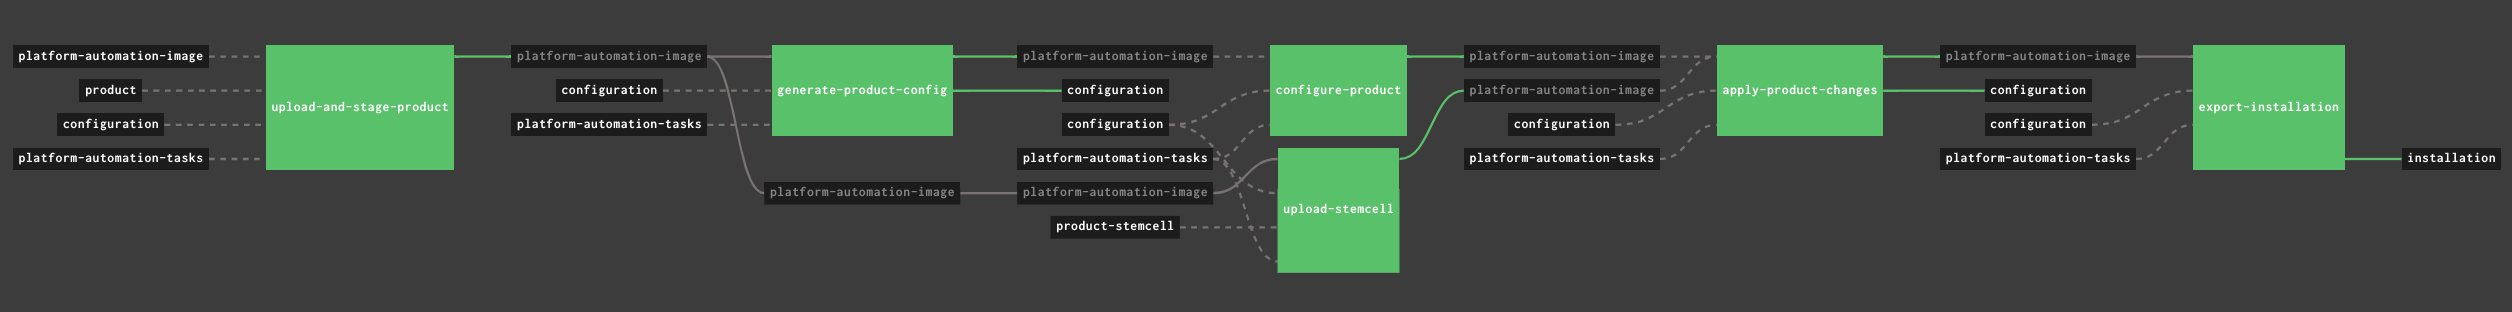 platform-automation-image
product
configuration
platform-automation-tasks
upload-and-stage-product
platform-automation-image
configuration
platform-automation-tasks
generate-product-config
platform-automation-image
platform-automation-image
configuration
configuration
platform-automation-tasks
platform-automation-image
product-stemcell
configure-product
upload-stemcell
platform-automation-image
platform-automation-image
configuration
platform-automation-tasks
apply-product-changes
platform-automation-image
configuration
configuration
platform-automation-tasks
export-installation
installation